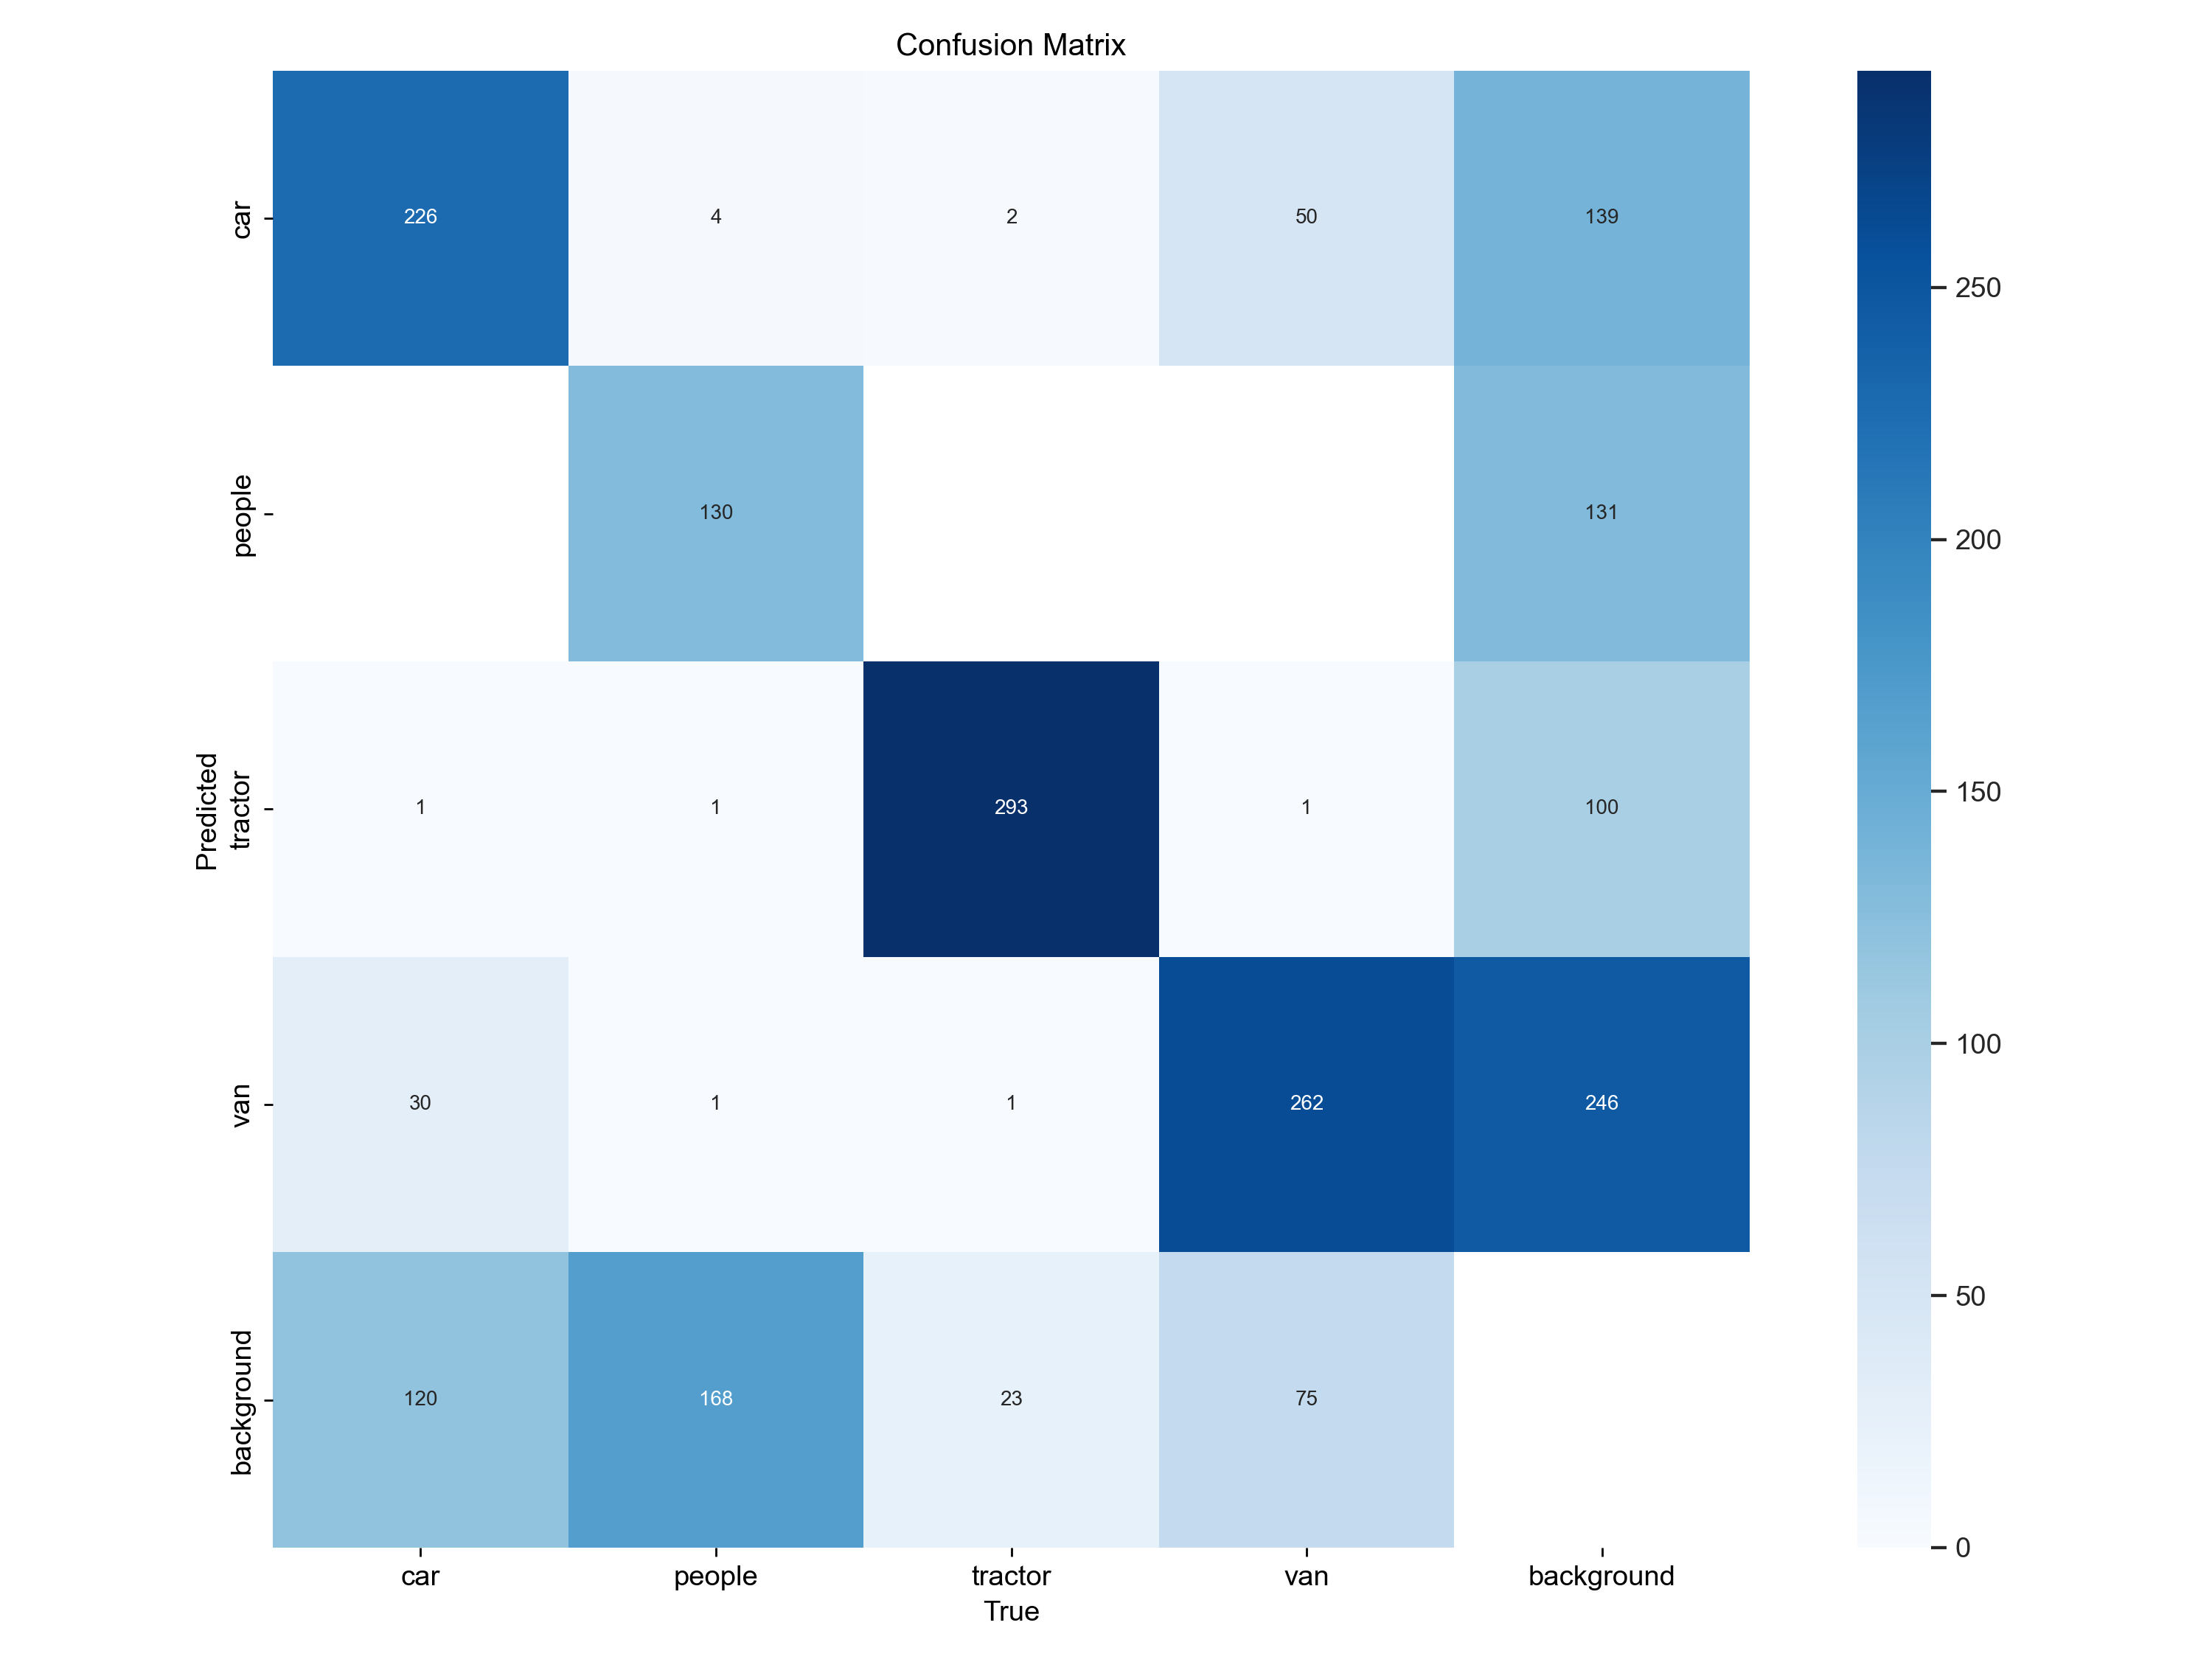 Confusion Matrix
car
226
4
2
50
139
people
130
131
Predicted
tractor
1
1
293
1
100
van
30
1
1
262
246
background
120
168
23
75
car
people
tractor
van
background
True
250
200
150
100
50
0